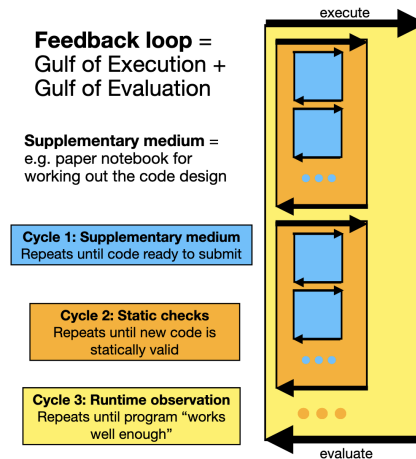 execute
Feedback loop =
Gulf of Execution +
Gulf of Evaluation
Supplementary medium =
e.g. paper notebook for
working out the code design
Cycle 1: Supplementary medium
Repeats until code ready to submit
Cycle 2: Static checks
Repeats until new code is
statically valid
Cycle 3: Runtime observation
Repeats until program “works
well enough”
evaluate